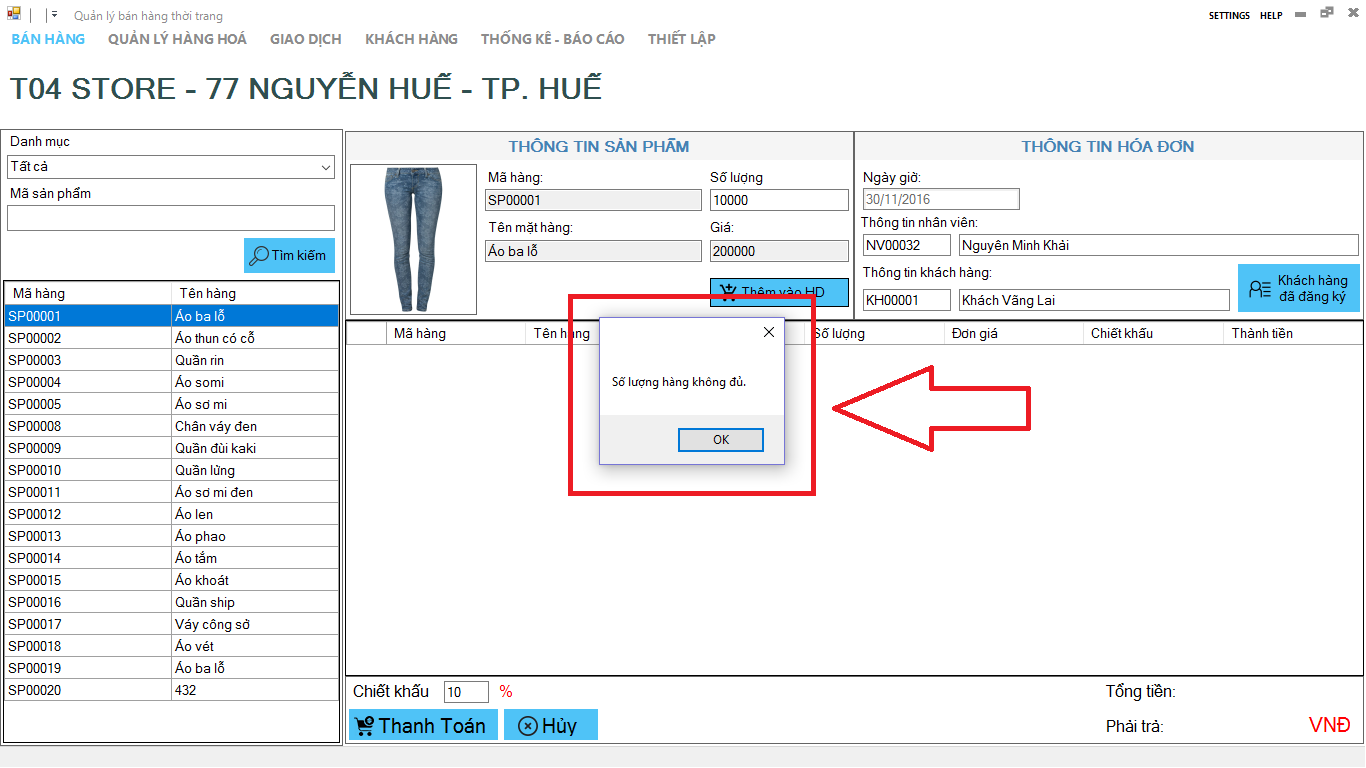 Quản lý bán hàng thời trang
SETTINGS HELP
BÁN HÀNG QUẢN LÝ HÀNG HOÁ GIAO DỊCH KHÁCH HÀNG THỐNG KÊ - BÁO CÁO THIẾT LẬP
T04 STORE - 77 NGUYỄN HUẾ - TP. HUẾ
Danh mục
Tất cả
Mã sản phẩm
Tìm kiếm
Mã hàng Tên hàng
SP00001 Áo ba lỗ
SP00002 Áo thun có cổ
SP00003 Quần rin
SP00004 Áo somi
SP00005 Áo sơ mi
SP00008 Chân váy đen
SP00009 Quần đùi kaki
SP00010 Quần lửng
SP00011 Áo sơ mi đen
SP00012 Áo len
SP00013 Áo phao
SP00014 Áo tắm
SP00015 Áo khoát
SP00016 Quần ship
SP00017 Váy công sở
SP00018 Áo vét
SP00019 Áo ba lỗ
SP00020 432
THÔNG TIN SẢN PHẨM
Mã hàng: Số lượng
SP00001 10000
Tên mặt hàng: Giá:
Áo ba lỗ 200000
Thêm vào HD
THÔNG TIN HÓA ĐƠN
Ngày giờ:
30/11/2016
Thông tin nhân viên:
NV00032 Nguyên Minh Khải
Thông tin khách hàng:
KH00001 Khách Vãng Lai
Khách hàng
đã đăng ký
Mã hàng Tên hàng Số lượng Đơn giá Chiết khấu Thành tiền
Số lượng hàng không đủ.
OK
Chiết khấu 10 %
Tổng tiền:
Thanh Toán Hủy
Phải trả: VNĐ